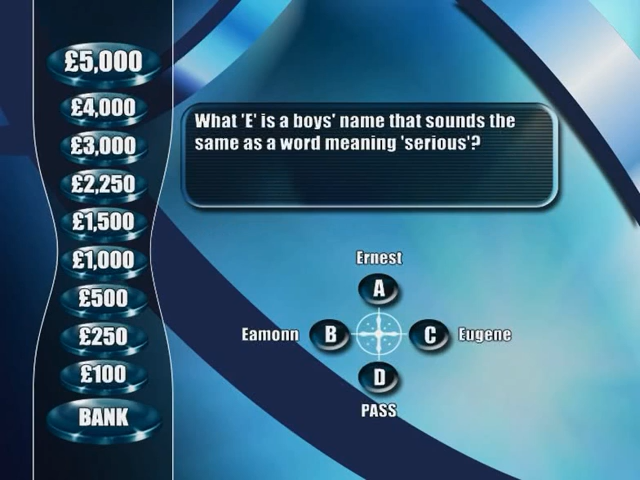 £5,000
£4,000
£3,000
£2,250
£1,500
£1,000
£500
£250
£100
BANK
What 'E' is a boys' name that sounds the
same as a word meaning 'serious'?
Ernest
A
Eamonn B C Eugene
D
PASS